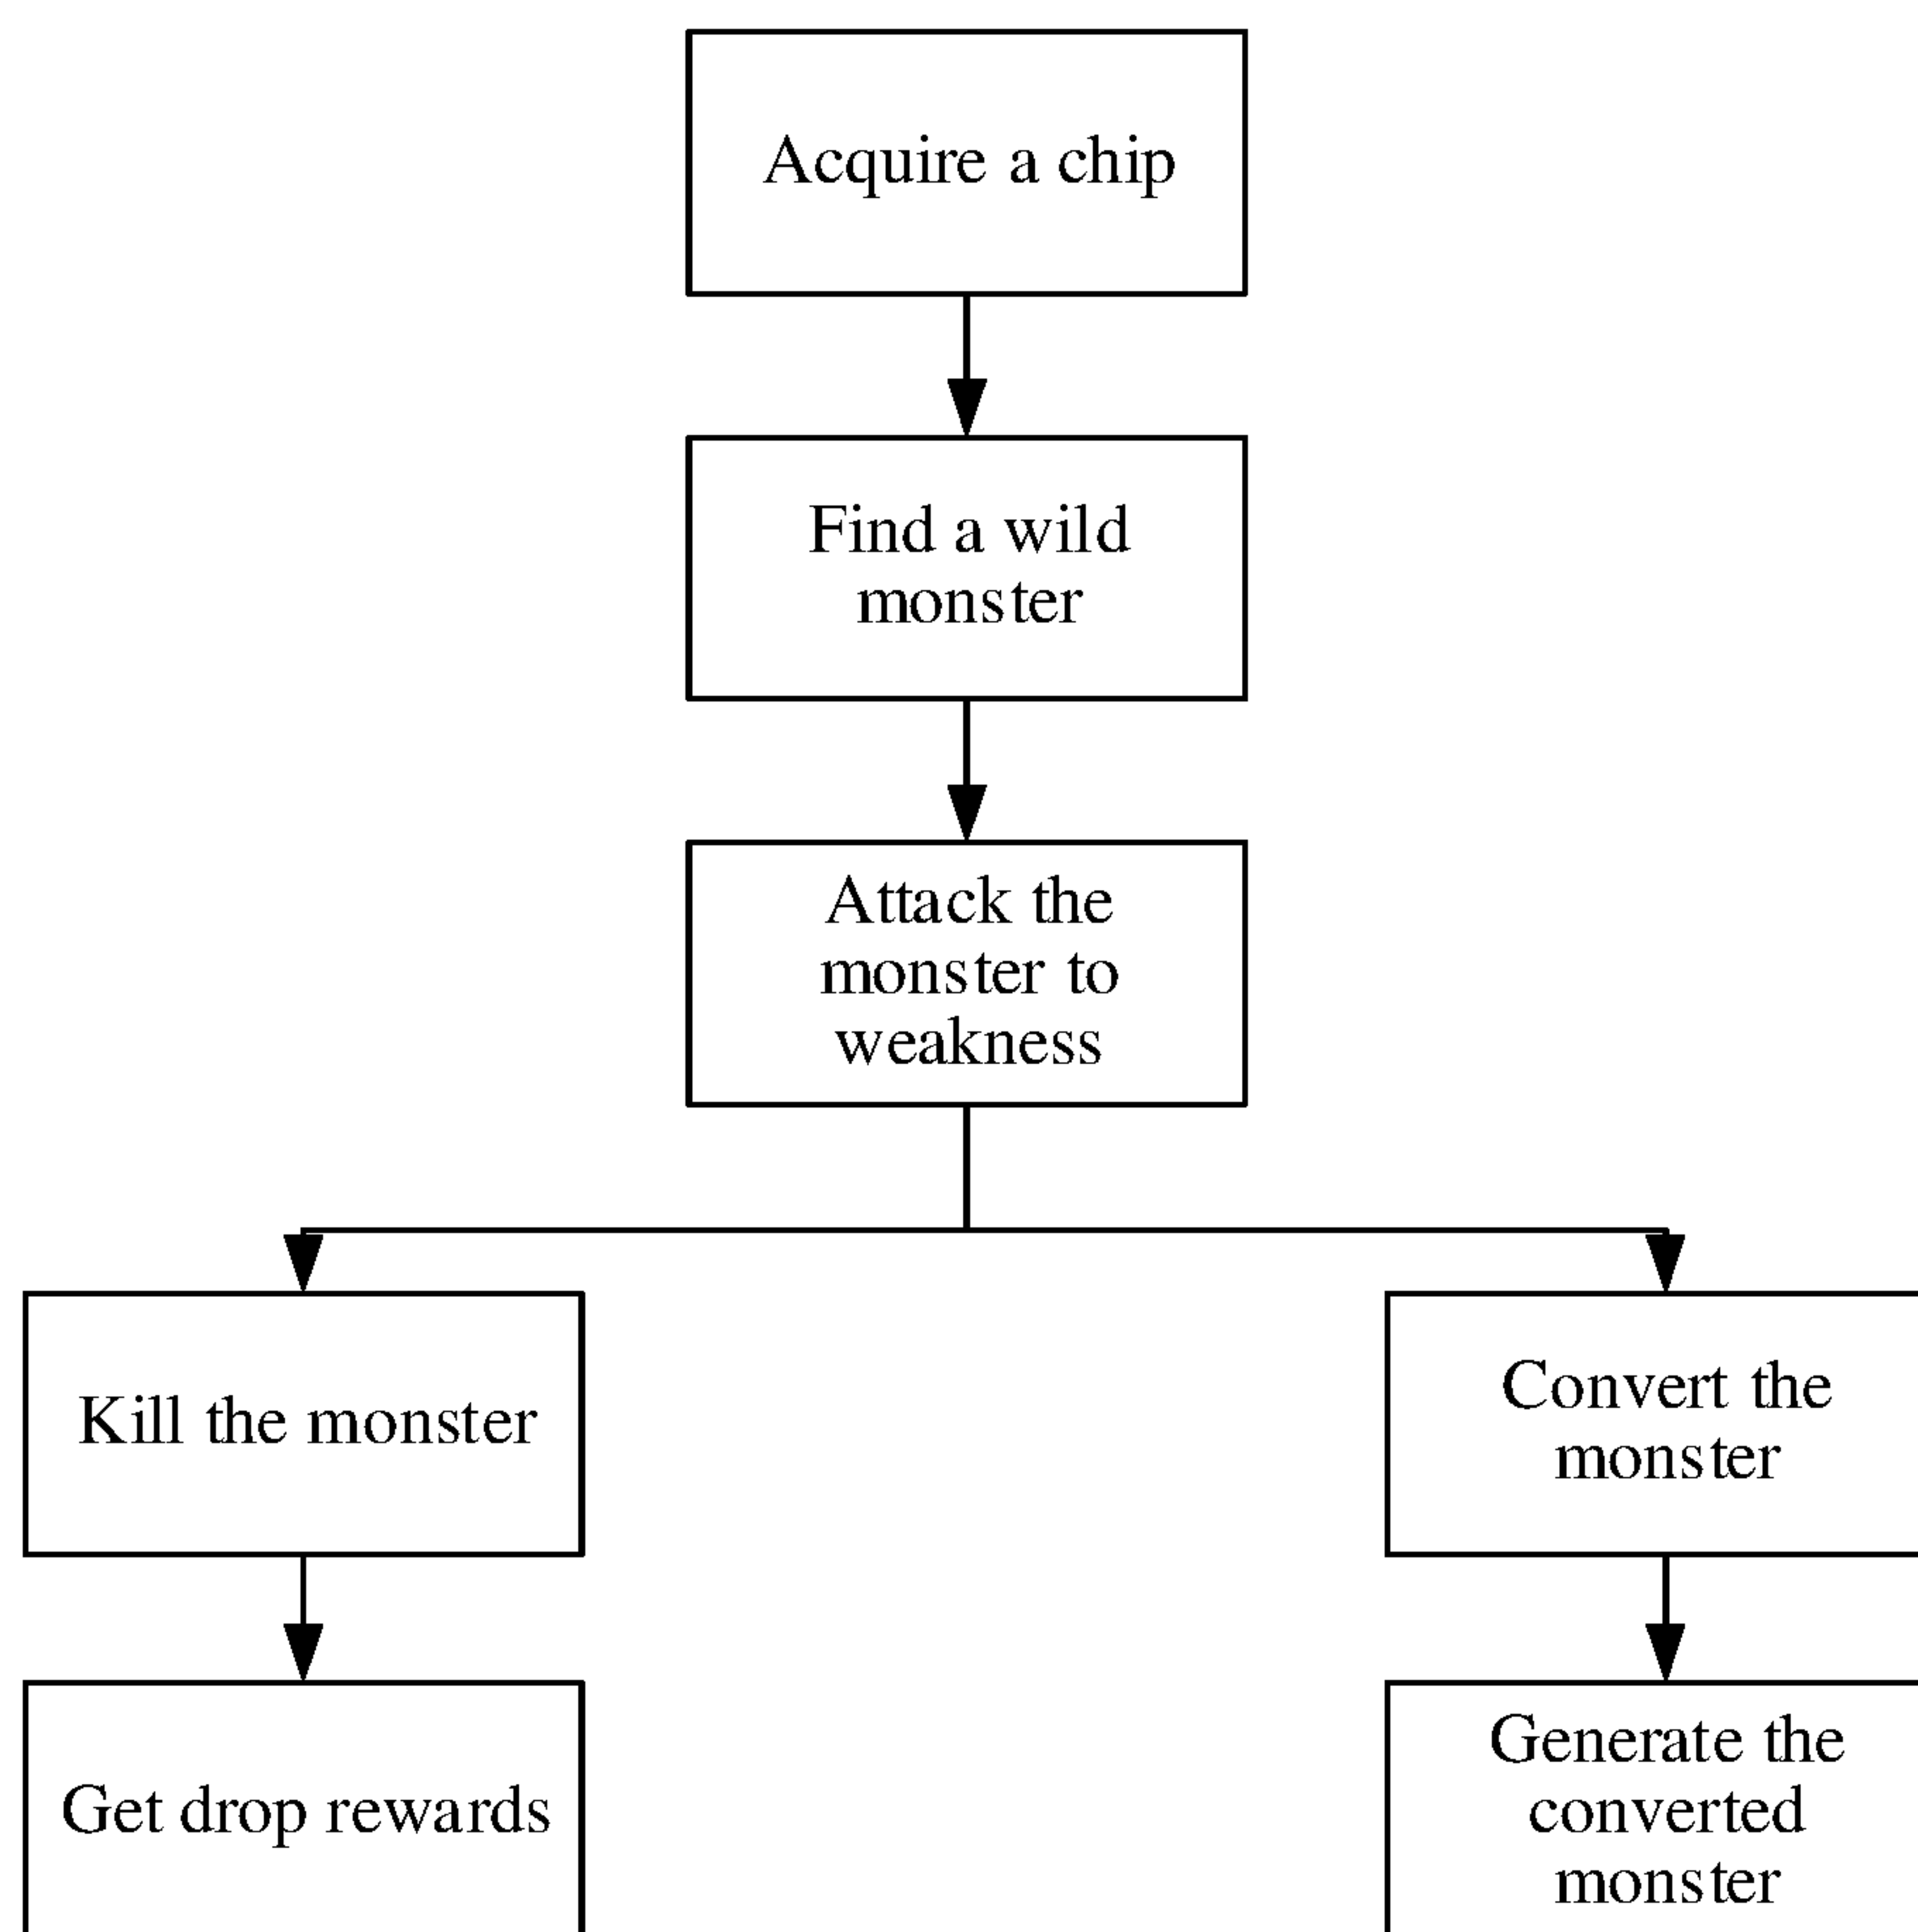 Acquire a chip
Find a wild
monster
Attack the
monster to
weakness
Kill the monster
Convert the
monster
Get drop rewards
Generate the
converted
monster